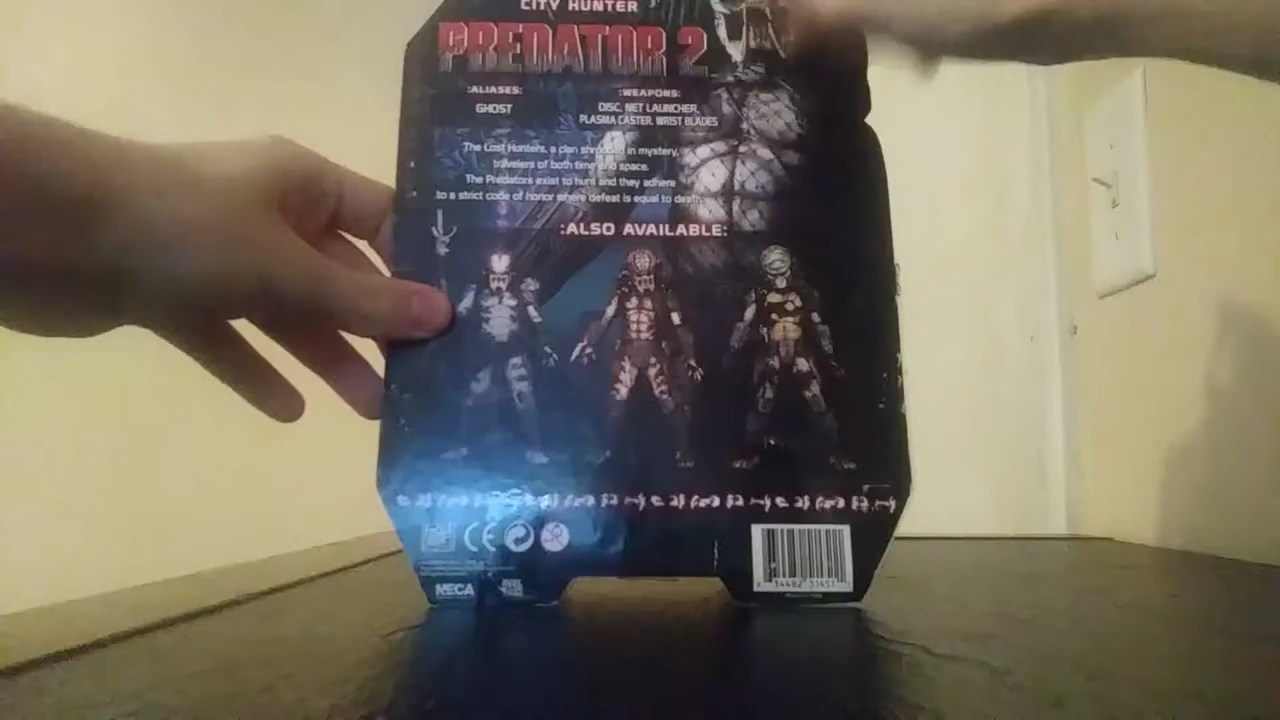 CITY HUNTER
PREDATOR 2
:ALIASES:
GHOST
:WEAPONS:
DISC, NET LAUNCHER,
PLASMA CASTER, WRIST BLADES
The Lost Hunters, a clan shrouded in mystery,
travelers of both time and space.
The Predators exist to hunt and they adhere
to a strict code of honor where defeat is equal to death.
:ALSO AVAILABLE:
CE
NECA